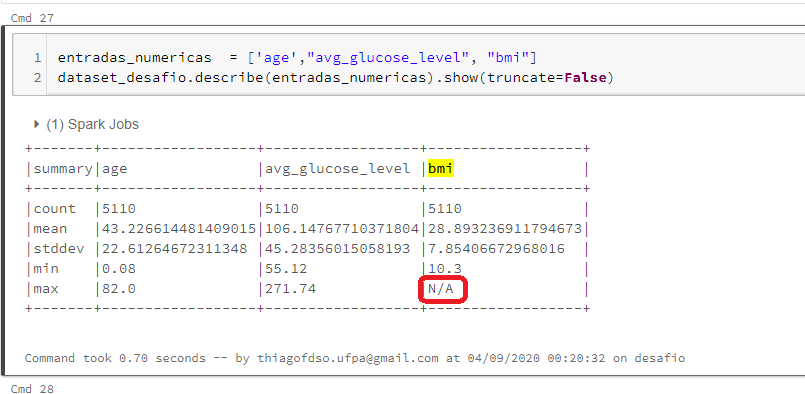 Cmd 27
1 entradas_numericas  = ['age',"avg_glucose_level", "bmi"]
2 dataset_desafio.describe(entradas_numericas).show(truncate=False)
(1) Spark Jobs
+-------+------------------+------------------+------------------+
|summary|age               |avg_glucose_level |bmi               |
+-------+------------------+------------------+------------------+
|count  |5110              |5110              |5110              |
|mean   |43.226614481409015|106.14767710371804|28.893236911794673|
|stddev |22.61264672311348 |45.28356015058193 |7.85406672968016  |
|min    |0.08              |55.12             |10.3              |
|max    |82.0              |271.74            |N/A               |
+-------+------------------+------------------+------------------+
Command took 0.70 seconds -- by thiagofdso.ufpa@gmail.com at 04/09/2020 00:20:32 on desafio
Cmd 28